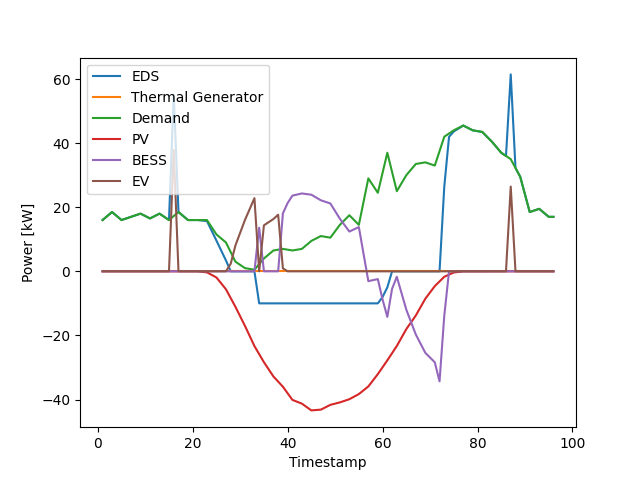 EDS
Thermal Generator
Demand
PV
BESS
EV
Power [kW]
60
40
20
0
−20
−40
0 20 40 60 80 100
Timestamp